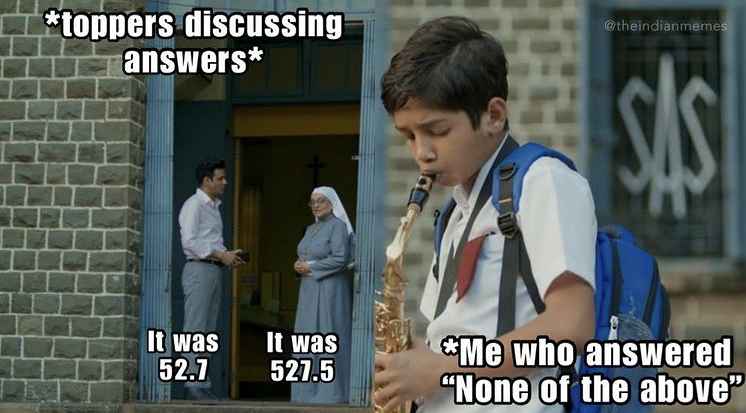 *toppers discussing
answers*
@theindianmemes
SAS
It was
52.7
It was
527.5
*Me who answered
“None of the above”